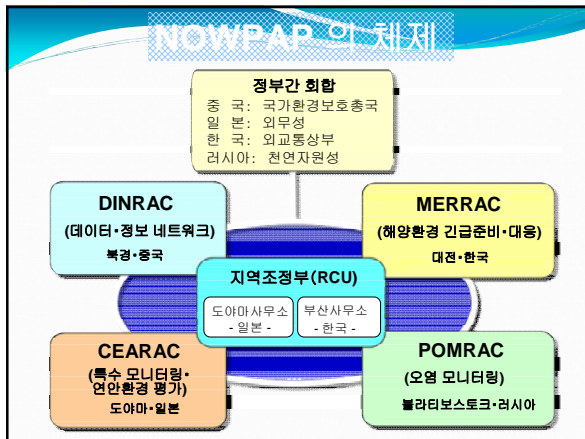 NOWPAP 의 체제
정부간 회합
중 국: 국가환경보호총국
일 본: 외무성
한 국: 외교통상부
러시아: 천연자원성
DINRAC
(데이터•정보 네트워크)
북경•중국
MERRAC
(해양환경 긴급준비•대응)
대전•한국
지역조정부(RCU)
도야마사무소
- 일본 -
부산사무소
- 한국 -
CEARAC
(특수 모니터링•
연안환경 평가)
도야마•일본
POMRAC
(오염 모니터링)
블라티보스토크•러시아